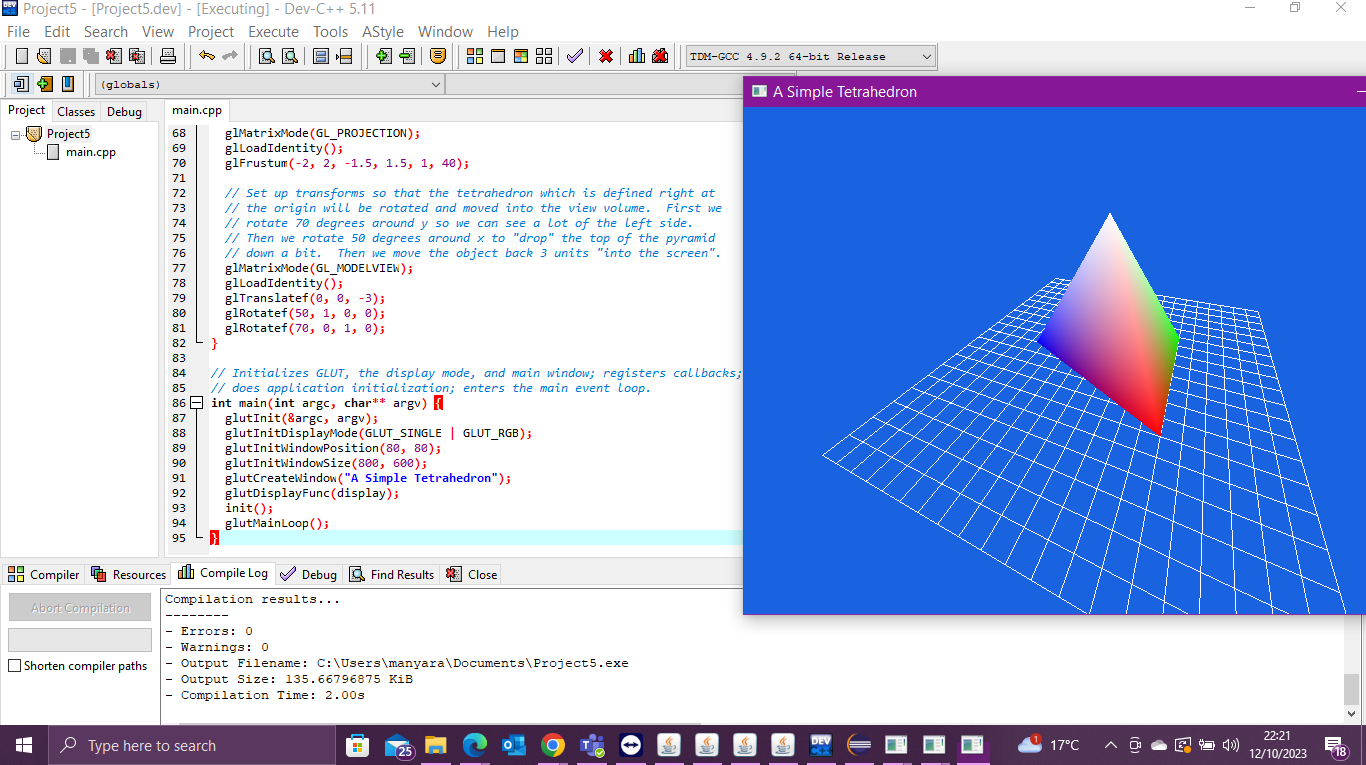 Project5 - [Project5.dev] - [Executing] - Dev-C++ 5.11
File Edit Search View Project Execute Tools AStyle Window Help
TDM-GCC 4.9.2 64-bit Release
(globals)
Project Classes Debug
Project5
main.cpp
main.cpp
68 glMatrixMode(GL_PROJECTION);
69 glLoadIdentity();
70 glFrustum(-2, 2, -1.5, 1.5, 1, 40);
71
72 // Set up transforms so that the tetrahedron which is defined right at
73 // the origin will be rotated and moved into the view volume.  First we
74 // rotate 70 degrees around y so we can see a lot of the left side.
75 // Then we rotate 50 degrees around x to "drop" the top of the pyramid
76 // down a bit.  Then we move the object back 3 units "into the screen".
77 glMatrixMode(GL_MODELVIEW);
78 glLoadIdentity();
79 glTranslatef(0, 0, -3);
80 glRotatef(50, 1, 0, 0);
81 glRotatef(70, 0, 1, 0);
82 }
83
84 // Initializes GLUT, the display mode, and main window; registers callbacks;
85 // does application initialization; enters the main event loop.
86 int main(int argc, char** argv) {
87 glutInit(&argc, argv);
88 glutInitDisplayMode(GLUT_SINGLE | GLUT_RGB);
89 glutInitWindowPosition(80, 80);
90 glutInitWindowSize(800, 600);
91 glutCreateWindow("A Simple Tetrahedron");
92 glutDisplayFunc(display);
93 init();
94 glutMainLoop();
95 }
A Simple Tetrahedron
Compiler Resources Compile Log Debug Find Results Close
Abort Compilation
Shorten compiler paths
Compilation results...
--------
- Errors: 0
- Warnings: 0
- Output Filename: C:\Users\manyara\Documents\Project5.exe
- Output Size: 135.66796875 KiB
- Compilation Time: 2.00s
Type here to search
25
DEV
1
17°C
22:21
12/10/2023
18